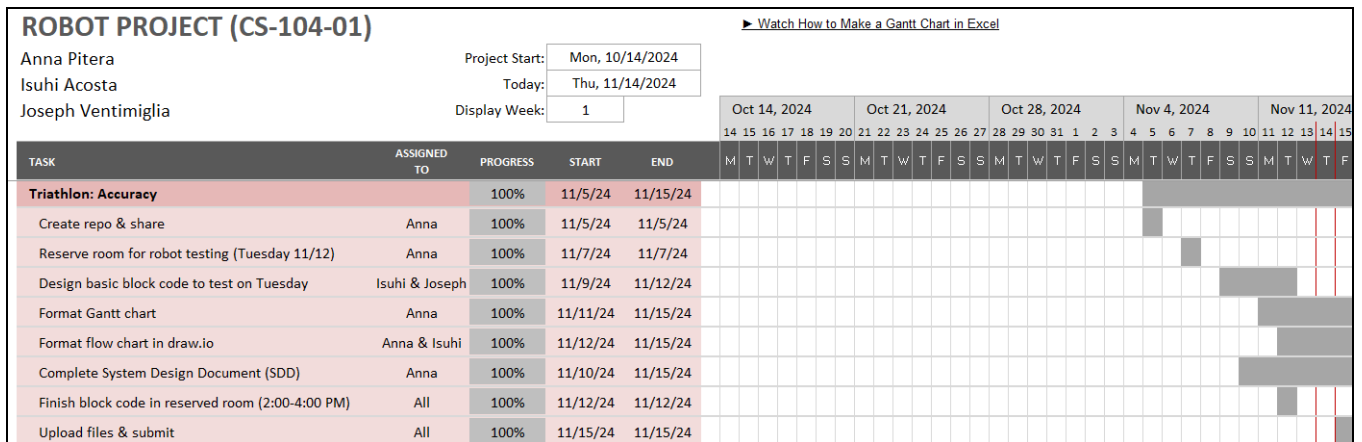 ROBOT PROJECT (CS-104-01)
► Watch How to Make a Gantt Chart in Excel
Anna Pitera
Project Start: Mon, 10/14/2024
Isuhi Acosta
Today: Thu, 11/14/2024
Joseph Ventimiglia
Display Week: 1
Oct 14, 2024 Oct 21, 2024 Oct 28, 2024 Nov 4, 2024 Nov 11, 2024
14 15 16 17 18 19 20 21 22 23 24 25 26 27 28 29 30 31 1 2 3 4 5 6 7 8 9 10 11 12 13 14 15
TASK ASSIGNED TO PROGRESS START END M T W T F S S M T W T F S S M T W T F S S M T W T F S S M T W T F
Triathlon: Accuracy 100% 11/5/24 11/15/24
Create repo & share Anna 100% 11/5/24 11/5/24
Reserve room for robot testing (Tuesday 11/12) Anna 100% 11/7/24 11/7/24
Design basic block code to test on Tuesday Isuhi & Joseph 100% 11/9/24 11/12/24
Format Gantt chart Anna 100% 11/11/24 11/15/24
Format flow chart in draw.io Anna & Isuhi 100% 11/12/24 11/15/24
Complete System Design Document (SDD) Anna 100% 11/10/24 11/15/24
Finish block code in reserved room (2:00-4:00 PM) All 100% 11/12/24 11/12/24
Upload files & submit All 100% 11/15/24 11/15/24